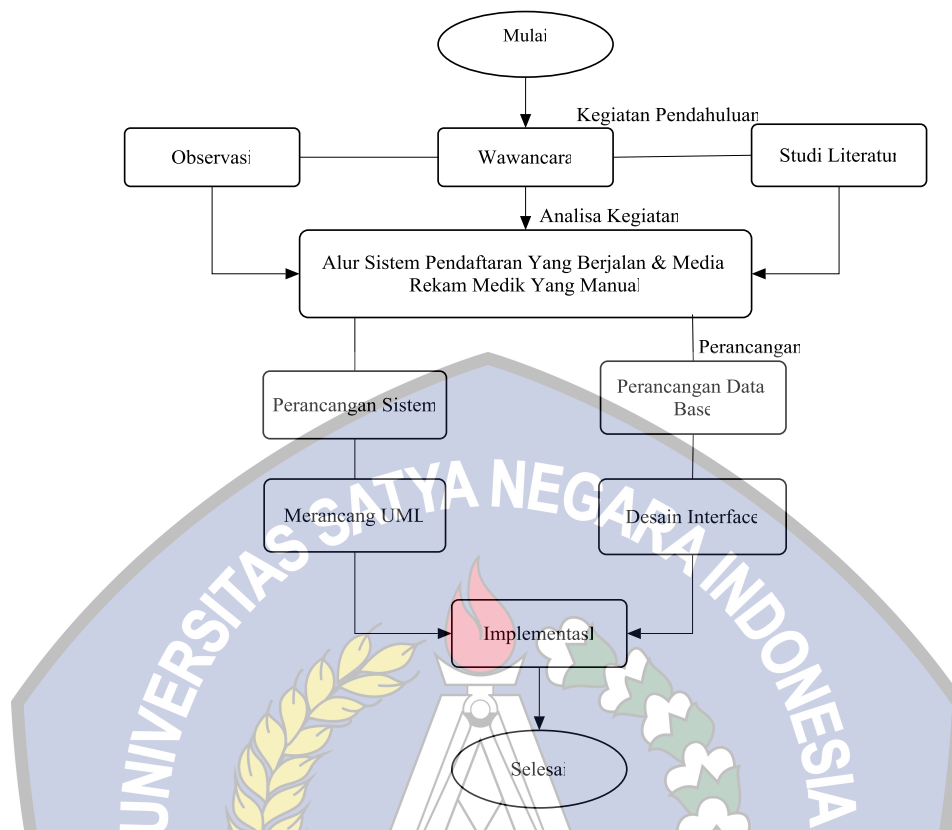 Mulai
Kegiatan Pendahuluan
Observasi
Wawancara
Studi Literatur
Analisa Kegiatan
Alur Sistem Pendaftaran Yang Berjalan & Media
Rekam Medik Yang Manual
Perancangan
Perancangan Sistem
Perancangan Data
Base
Merancang UML
Desain Interface
Implementasi
Selesai
UNIVERSITAS SATYA NEGARA INDONESIA